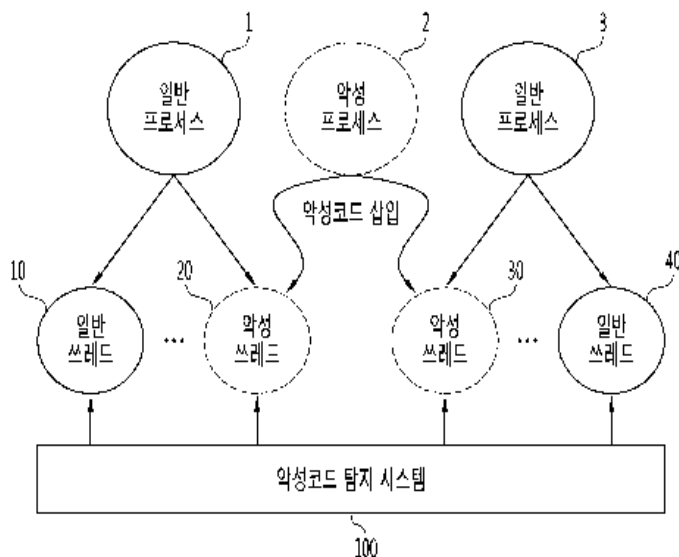 1
2
3
일반
프로세스
악성
프로세스
일반
프로세스
악성코드 삽입
10
20
30
40
일반
쓰레드
...
악성
쓰레드
악성
쓰레드
...
일반
쓰레드
악성코드 탐지 시스템
100